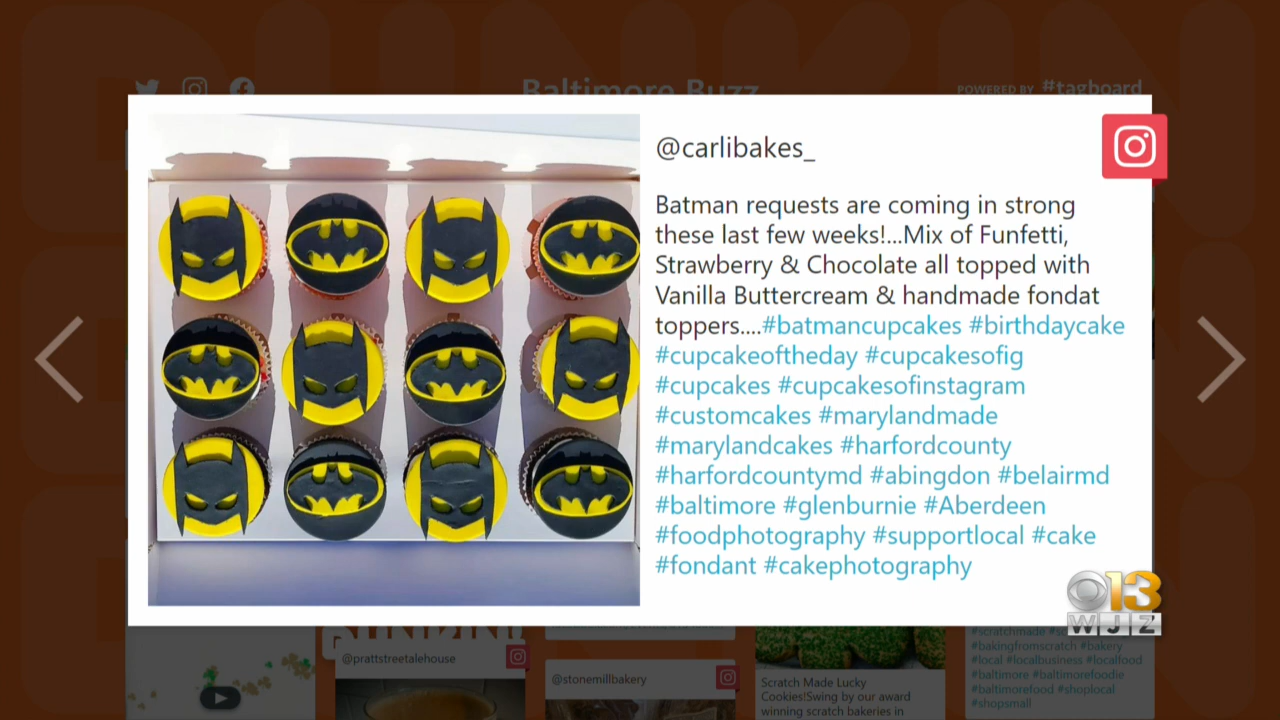 Baltimore Buzz
POWERED BY #tagboard
@carlibakes_
Batman requests are coming in strong
these last few weeks!...Mix of Funfetti,
Strawberry & Chocolate all topped with
Vanilla Buttercream & handmade fondat
toppers....#batmancupcakes #birthdaycake
#cupcakeoftheday #cupcakesofig
#cupcakes #cupcakesofinstagram
#customcakes #marylandmade
#marylandcakes #harfordcounty
#harfordcountymd #abingdon #belairmd
#baltimore #glenburnie #Aberdeen
#foodphotography #supportlocal #cake
#fondant #cakephotography
13
WJZ
@prattstreetalehouse
@stonemillbakery
Scratch Made Lucky
Cookies!Swing by our award
winning scratch bakeries in
#bakingfromscratch #bakery
#local #localbusiness #localfood
#baltimore #baltimorefoodie
#baltimorefood #shoplocal
#shopsmall